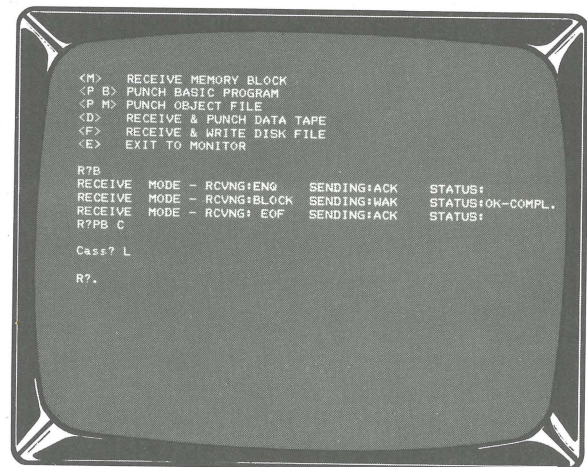 <M> RECEIVE MEMORY BLOCK
<P B> PUNCH BASIC PROGRAM
<P M> PUNCH OBJECT FILE
<D> RECEIVE & PUNCH DATA TAPE
<F> RECEIVE & WRITE DISK FILE
<E> EXIT TO MONITOR
R?B
RECEIVE MODE - RCVNG:ENQ SENDING:ACK STATUS:
RECEIVE MODE - RCVNG:BLOCK SENDING:WAK STATUS:OK-COMPL.
RECEIVE MODE - RCVNG: EOF SENDING:ACK STATUS:
R?PB C
Cass? L
R?.